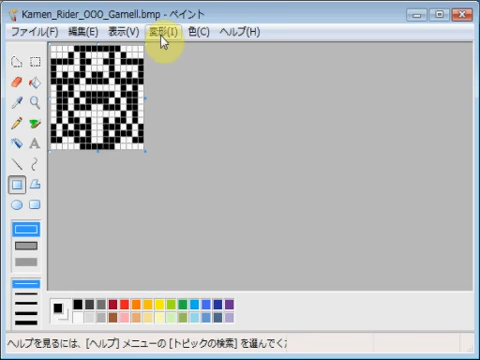 Kamen_Rider_OOO_Gamell.bmp - ペイント
ファイル(F) 編集(E) 表示(V) 変形(I) 色(C) ヘルプ(H)
ヘルプを見るには、[ヘルプ] メニューの [トピックの検索] を選んでく